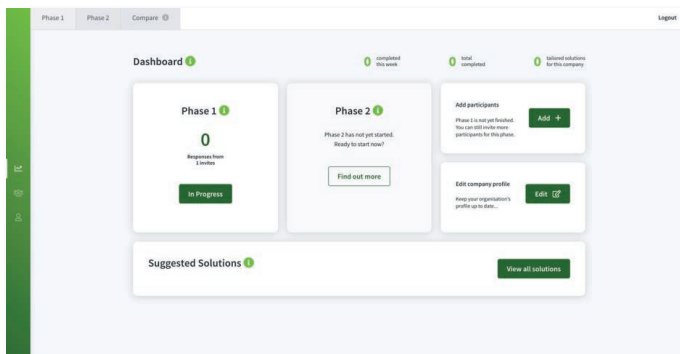 Phase 1 Phase 2 Compare i Logout
Dashboard i
0 completed
this week
0 total
completed
0 tailored solutions
for this company
Phase 1 i
0
Responses from
1 invites
In Progress
Phase 2 i
Phase 2 has not yet started.
Ready to start now?
Find out more
Add participants
Phase 1 is not yet finished.
You can still invite more
participants for this phase.
Add +
Edit company profile
Keep your organisation's
profile up to date...
Edit
Suggested Solutions i
View all solutions